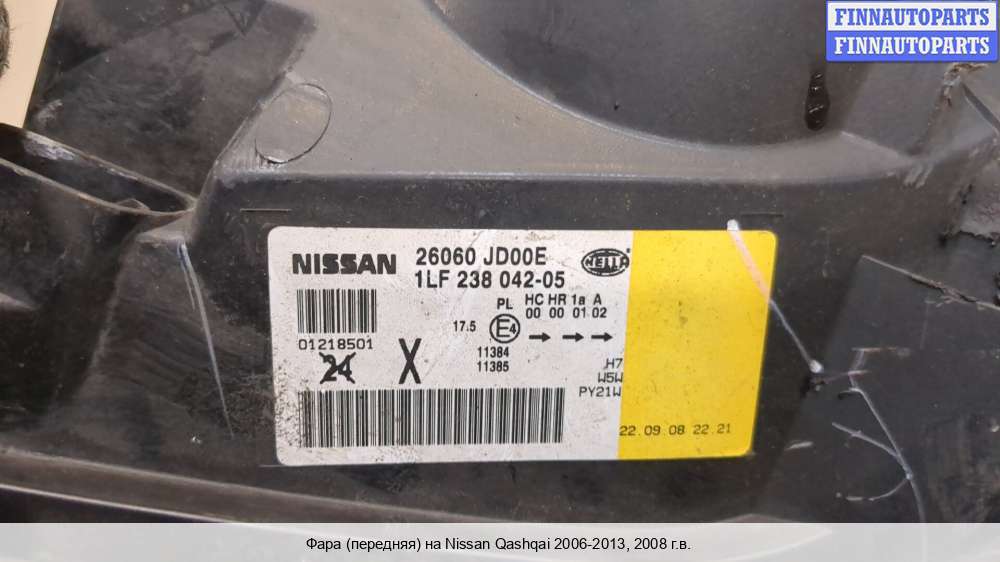 FINNAUTOPARTS
FINNAUTOPARTS
NISSAN 26060 JD00E HELLA
1LF 238 042-05
PL HC HR 1a A
00 00 01 02
17.5 E4 → → →
01218501
24 X
11384
11385
H7
W5W
PY21W
22.09.08 22.21
Фара (передняя) на Nissan Qashqai 2006-2013, 2008 г.в.